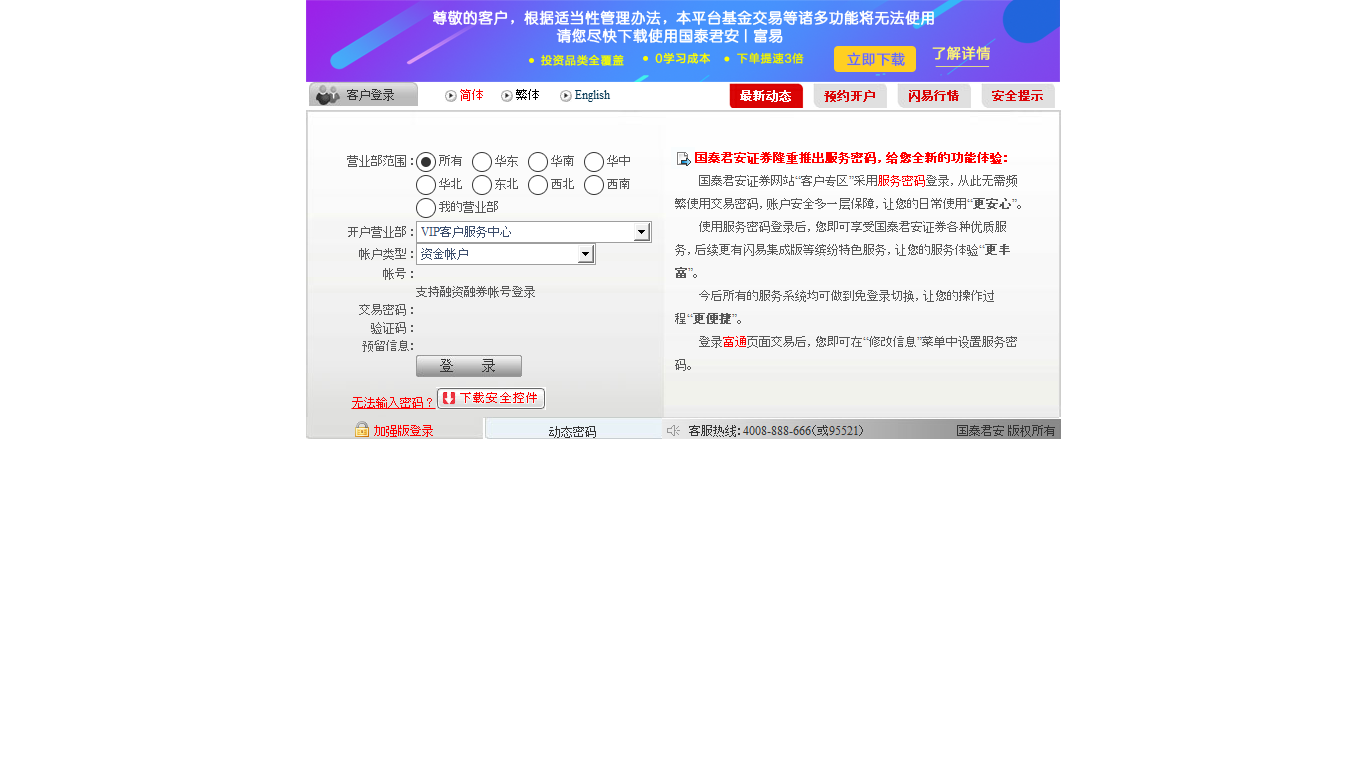 尊敬的客户，根据适当性管理办法，本平台基金交易等诸多功能将无法使用
请您尽快下载使用国泰君安丨富易
• 投资品类全覆盖 • 0学习成本 • 下单提速3倍
立即下载 了解详情
客户登录 简体 繁体 English
最新动态 预约开户 闪易行情 安全提示
营业部范围： 所有 华东 华南 华中
华北 东北 西北 西南
我的营业部
开户营业部： VIP客户服务中心
帐户类型： 资金帐户
帐号：
支持融资融券帐号登录
交易密码：
验证码：
预留信息:
登 录
无法输入密码？ 下载安全控件
加强版登录 动态密码
国泰君安证券隆重推出服务密码，给您全新的功能体验：
国泰君安证券网站“客户专区”采用服务密码登录，从此无需频
繁使用交易密码，账户安全多一层保障，让您的日常使用“更安心”。
使用服务密码登录后，您即可享受国泰君安证券各种优质服
务，后续更有闪易集成版等缤纷特色服务，让您的服务体验“更丰
富”。
今后所有的服务系统均可做到免登录切换，让您的操作过
程“更便捷”。
登录富通页面交易后，您即可在“修改信息”菜单中设置服务密
码。
客服热线: 4008-888-666(或95521) 国泰君安 版权所有